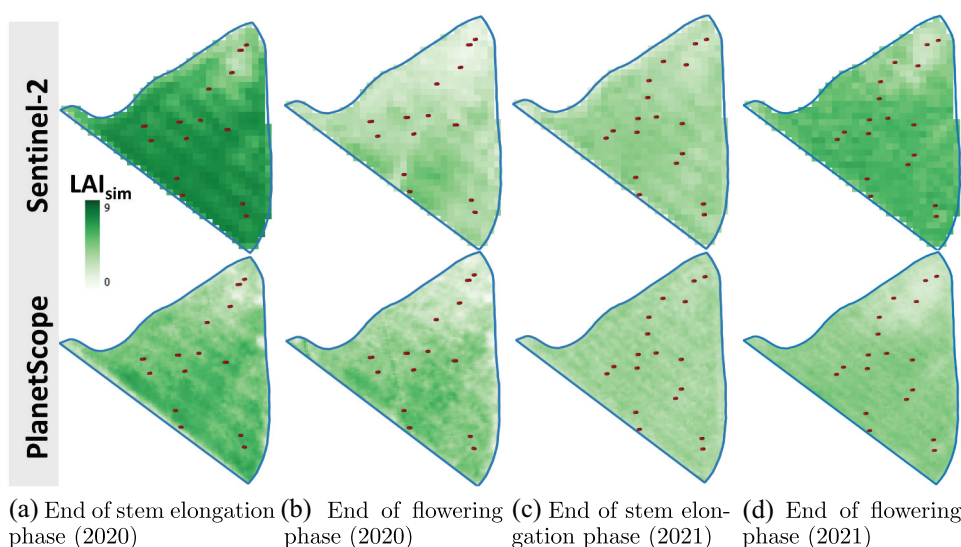 Sentinel-2
LAIsim
9
0
PlanetScope
(a) End of stem elongation phase (2020)
(b) End of flowering phase (2020)
(c) End of stem elon-
gation phase (2021)
(d) End of flowering phase (2021)